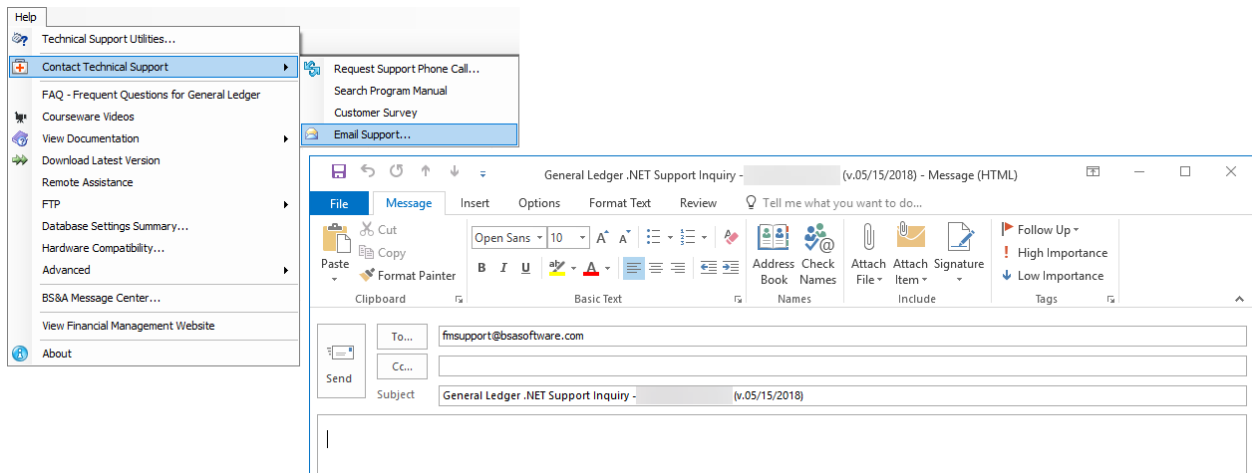 Help
Technical Support Utilities...
Contact Technical Support
FAQ - Frequent Questions for General Ledger
Courseware Videos
View Documentation
Download Latest Version
Remote Assistance
FTP
Database Settings Summary...
Hardware Compatibility...
Advanced
BS&A Message Center...
View Financial Management Website
About
Request Support Phone Call...
Search Program Manual
Customer Survey
Email Support...
General Ledger .NET Support Inquiry - (v.05/15/2018) - Message (HTML)
File Message Insert Options Format Text Review Tell me what you want to do...
Paste
Cut
Copy
Format Painter
Clipboard
Open Sans 10
B I U
Basic Text
Address Book
Check Names
Names
Attach File
Attach Item
Signature
Include
Follow Up
High Importance
Low Importance
Tags
Send
To... fmsupport@bsasoftware.com
Cc...
Subject General Ledger .NET Support Inquiry - (v.05/15/2018)